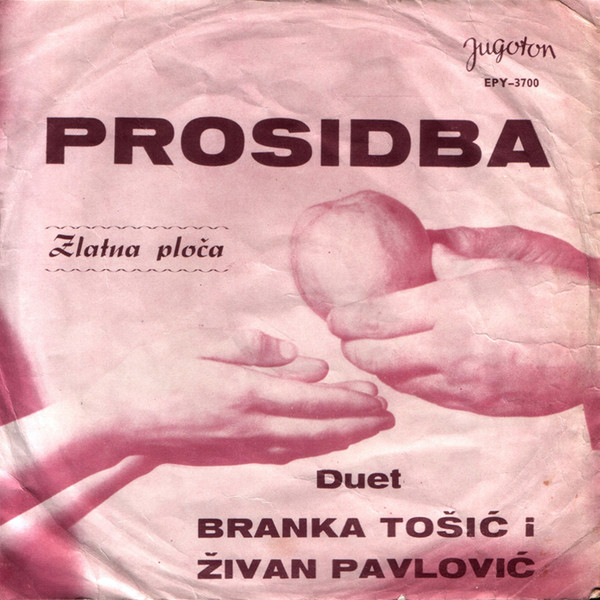 Jugoton
EPY-3700
PROSIDBA
Zlatna ploča
Duet
BRANKA TOŠIĆ i
ŽIVAN PAVLOVIĆ